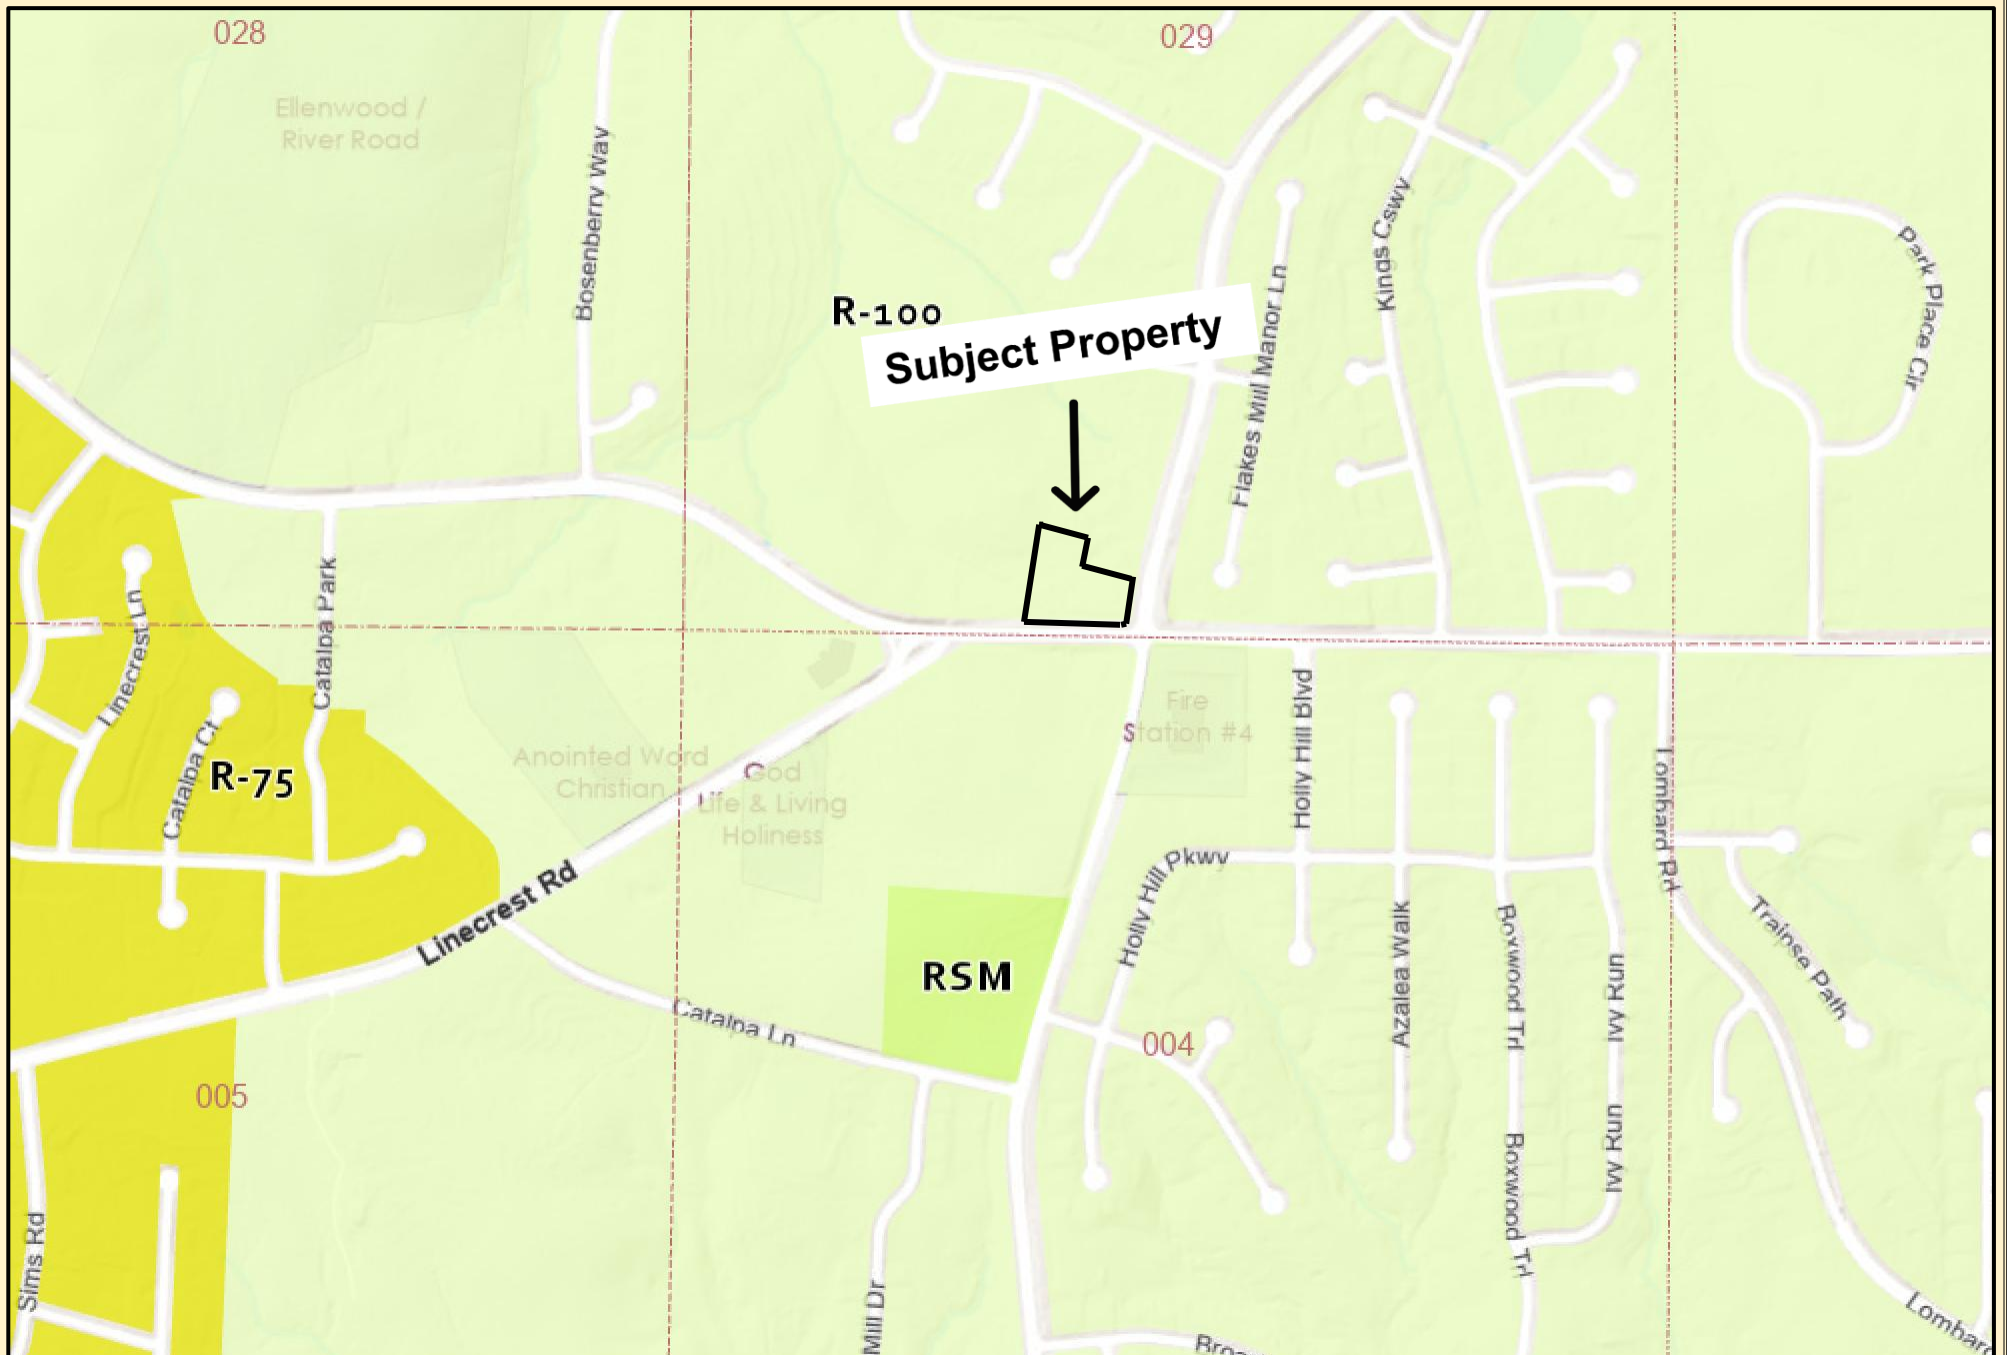 028
029
Ellenwood /
River Road
Bosenberry Way
Kings Cswy
Park Place Cir
R-100
Subject Property
Flakes Mill Manor Ln
Catalpa Park
Linecrest Ln
Catalpa Ct
R-75
Anointed Word
Christian
God
Life & Living
Holiness
Fire
Station #4
Holly Hill Blvd
Lombard Rd
Linecrest Rd
Holly Hill Pkwy
RSM
Catalpa Ln
004
Azalea Walk
Boxwood Trl
Ivy Run
Trainse Path
005
Ivy Run
Boxwood Trl
Sims Rd
Mill Dr
Lombar